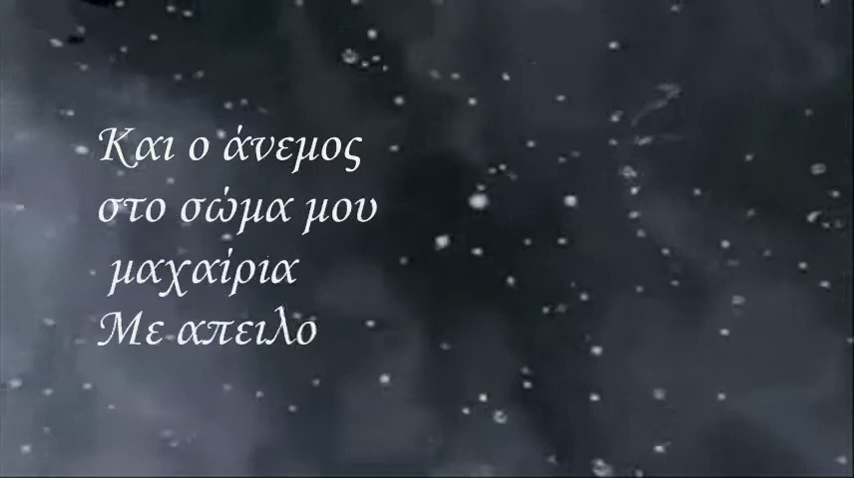 Και ο άνεμος
στο σώμα μου
μαχαίρια
Με απειλο